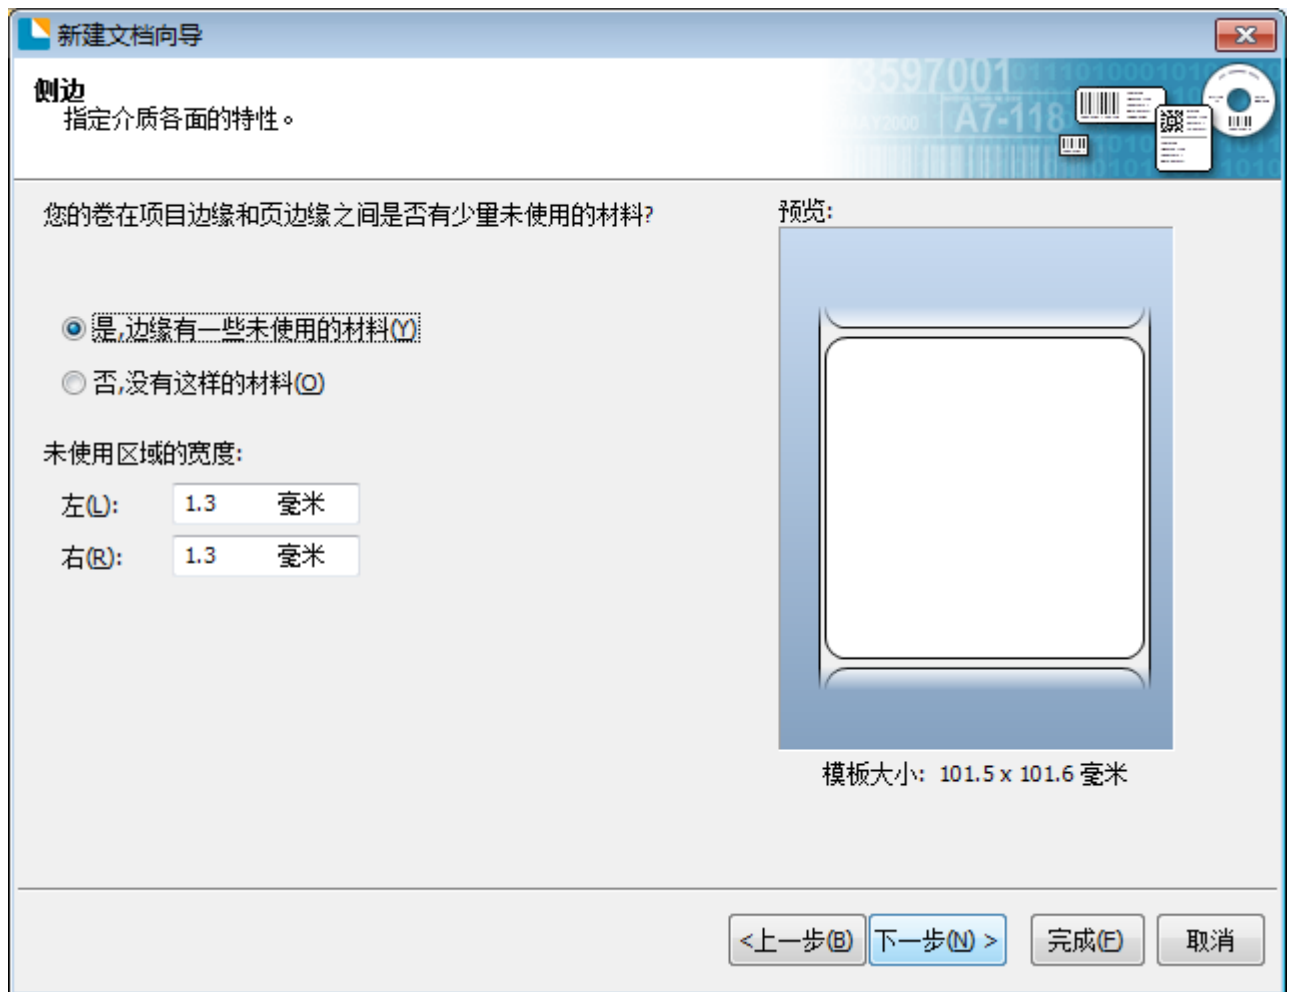 新建文档向导
侧边
指定介质各面的特性。
3597001
A7-118
您的卷在项目边缘和页边缘之间是否有少量未使用的材料?
预览:
是,边缘有一些未使用的材料(Y)
否,没有这样的材料(O)
未使用区域的宽度:
左(L): 1.3 毫米
右(R): 1.3 毫米
模板大小: 101.5 x 101.6 毫米
<上一步(B) 下一步(N) > 完成(F) 取消